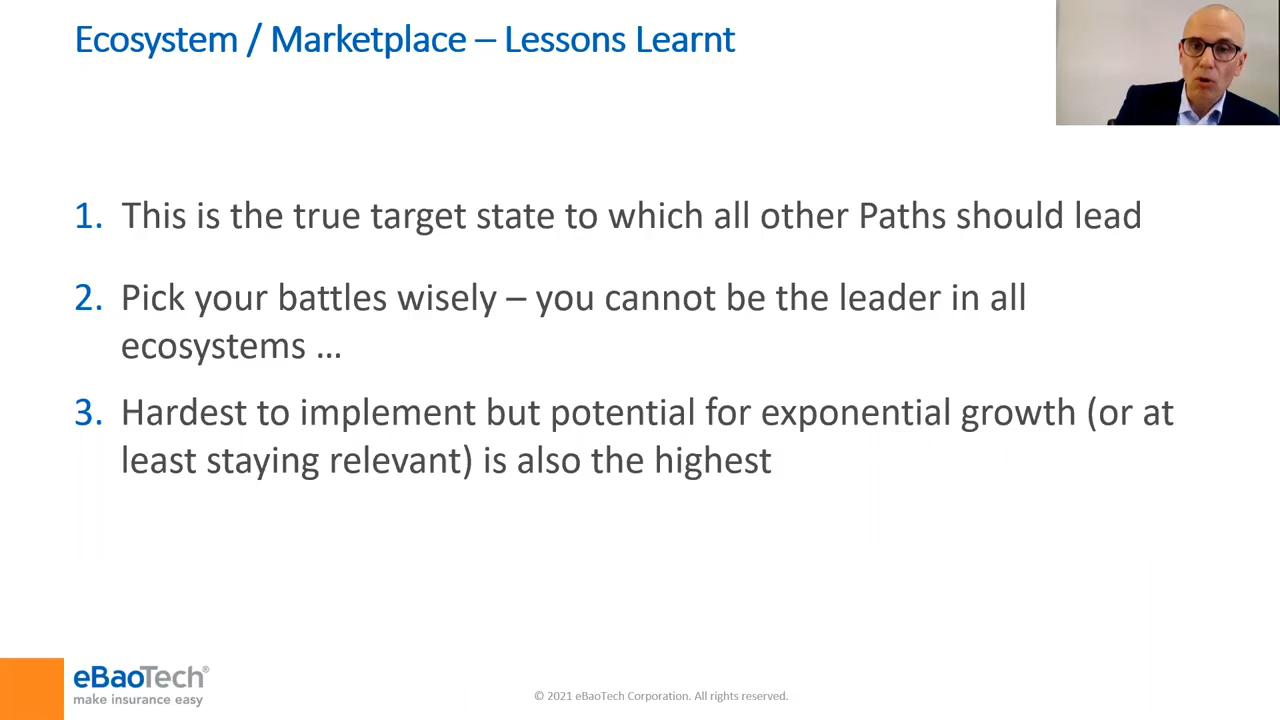 Ecosystem / Marketplace – Lessons Learnt
1. This is the true target state to which all other Paths should lead
2. Pick your battles wisely – you cannot be the leader in all
ecosystems ...
3. Hardest to implement but potential for exponential growth (or at
least staying relevant) is also the highest
eBaoTech®
make insurance easy
© 2021 eBaoTech Corporation. All rights reserved.